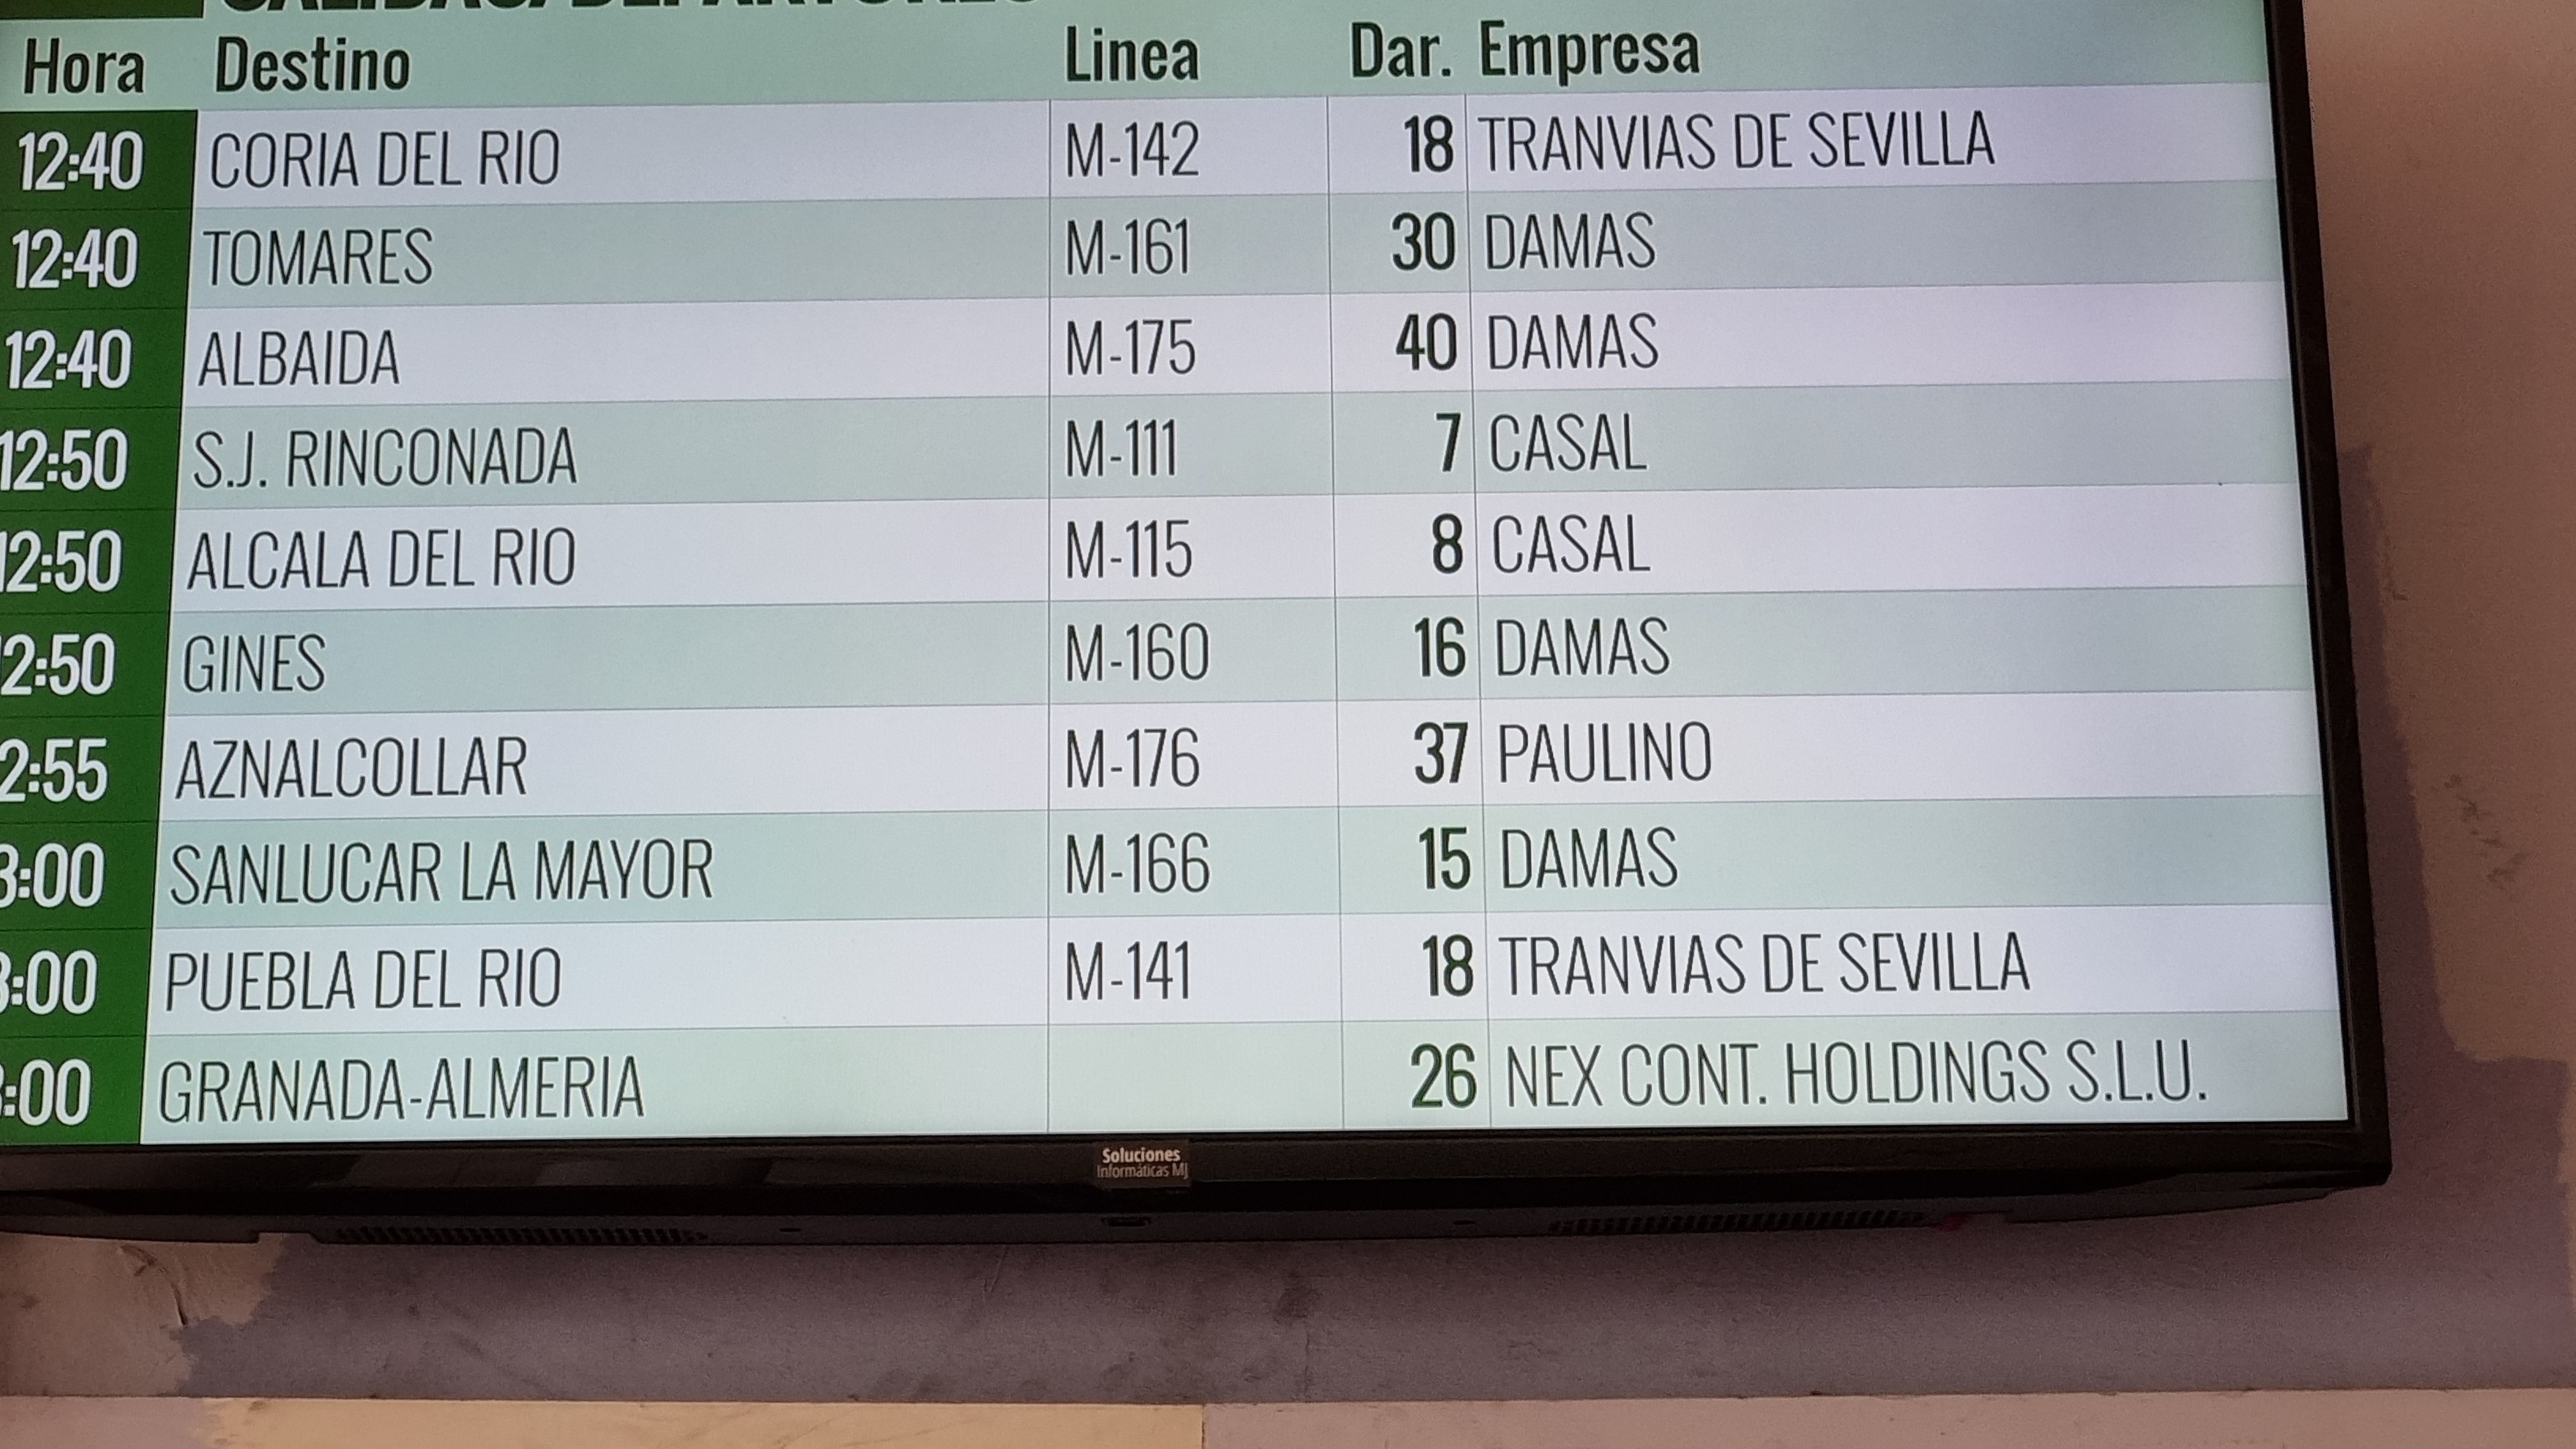 SALIDAS/DEPARTURES
Hora Destino Linea Dar. Empresa
12:40 CORIA DEL RIO M-142 18 TRANVIAS DE SEVILLA
12:40 TOMARES M-161 30 DAMAS
12:40 ALBAIDA M-175 40 DAMAS
12:50 S.J. RINCONADA M-111 7 CASAL
12:50 ALCALA DEL RIO M-115 8 CASAL
2:50 GINES M-160 16 DAMAS
2:55 AZNALCOLLAR M-176 37 PAULINO
3:00 SANLUCAR LA MAYOR M-166 15 DAMAS
3:00 PUEBLA DEL RIO M-141 18 TRANVIAS DE SEVILLA
:00 GRANADA-ALMERIA 26 NEX CONT. HOLDINGS S.L.U.
Soluciones
Informáticas MJ